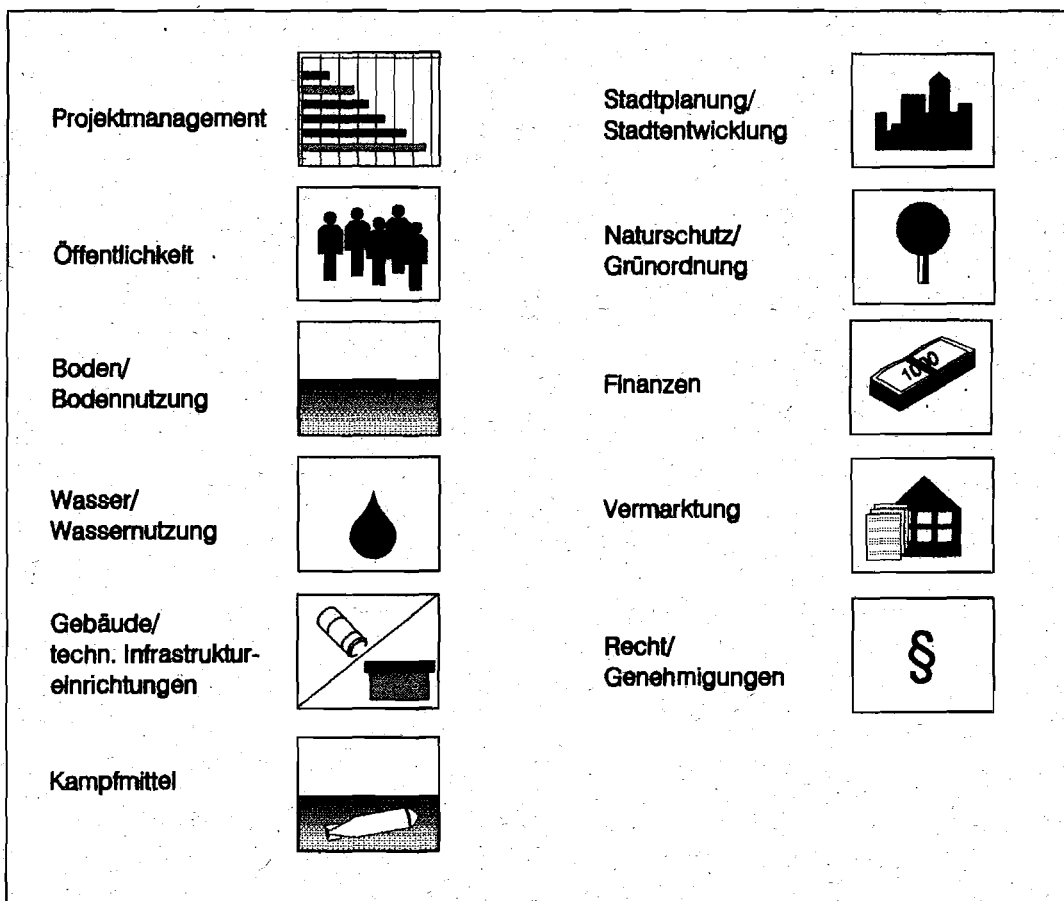 Projektmanagement
Öffentlichkeit
Boden/
Bodennutzung
Wasser/
Wassernutzung
Gebäude/
techn. Infrastruktur-
einrichtungen
Kampfmittel
Stadtplanung/
Stadtentwicklung
Naturschutz/
Grünordnung
Finanzen
1000
Vermarktung
Recht/
Genehmigungen
§